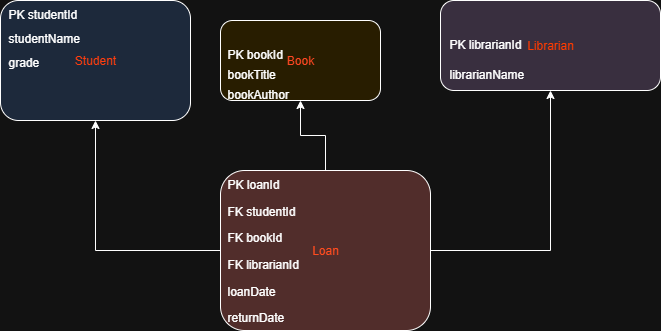 PK studentId
studentName
grade
Student
PK bookId
Book
bookTitle
bookAuthor
PK librarianId
Librarian
librarianName
PK loanId
FK studentId
FK bookId
Loan
FK librarianId
loanDate
returnDate